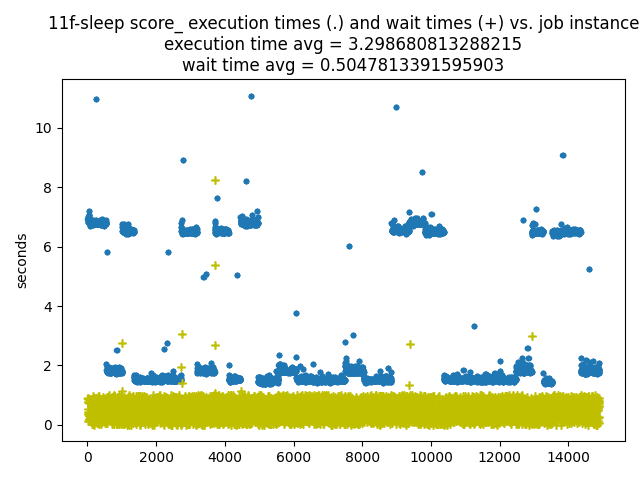 11f-sleep score_ execution times (.) and wait times (+) vs. job instance
execution time avg = 3.298680813288215
wait time avg = 0.5047813391595903
10
8
6
4
2
0
seconds
0 2000 4000 6000 8000 10000 12000 14000